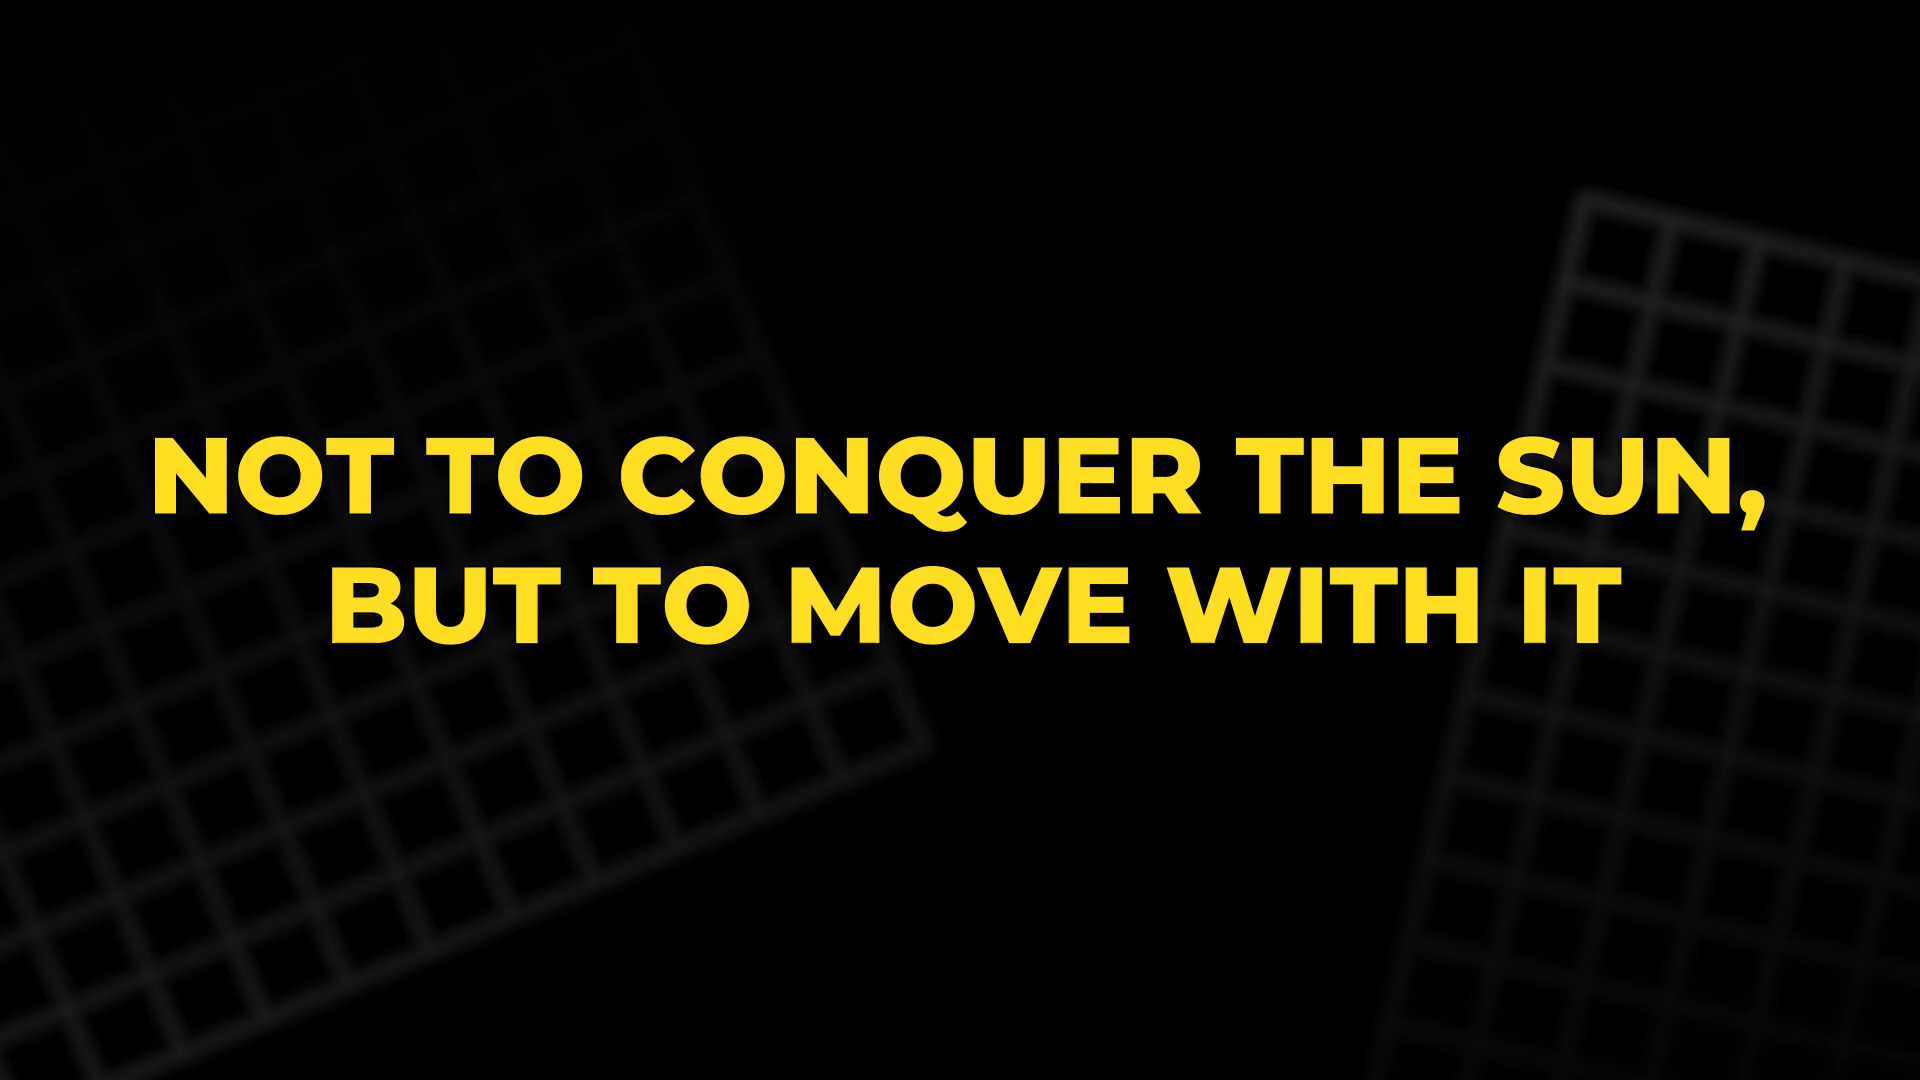 NOT TO CONQUER THE SUN,
BUT TO MOVE WITH IT